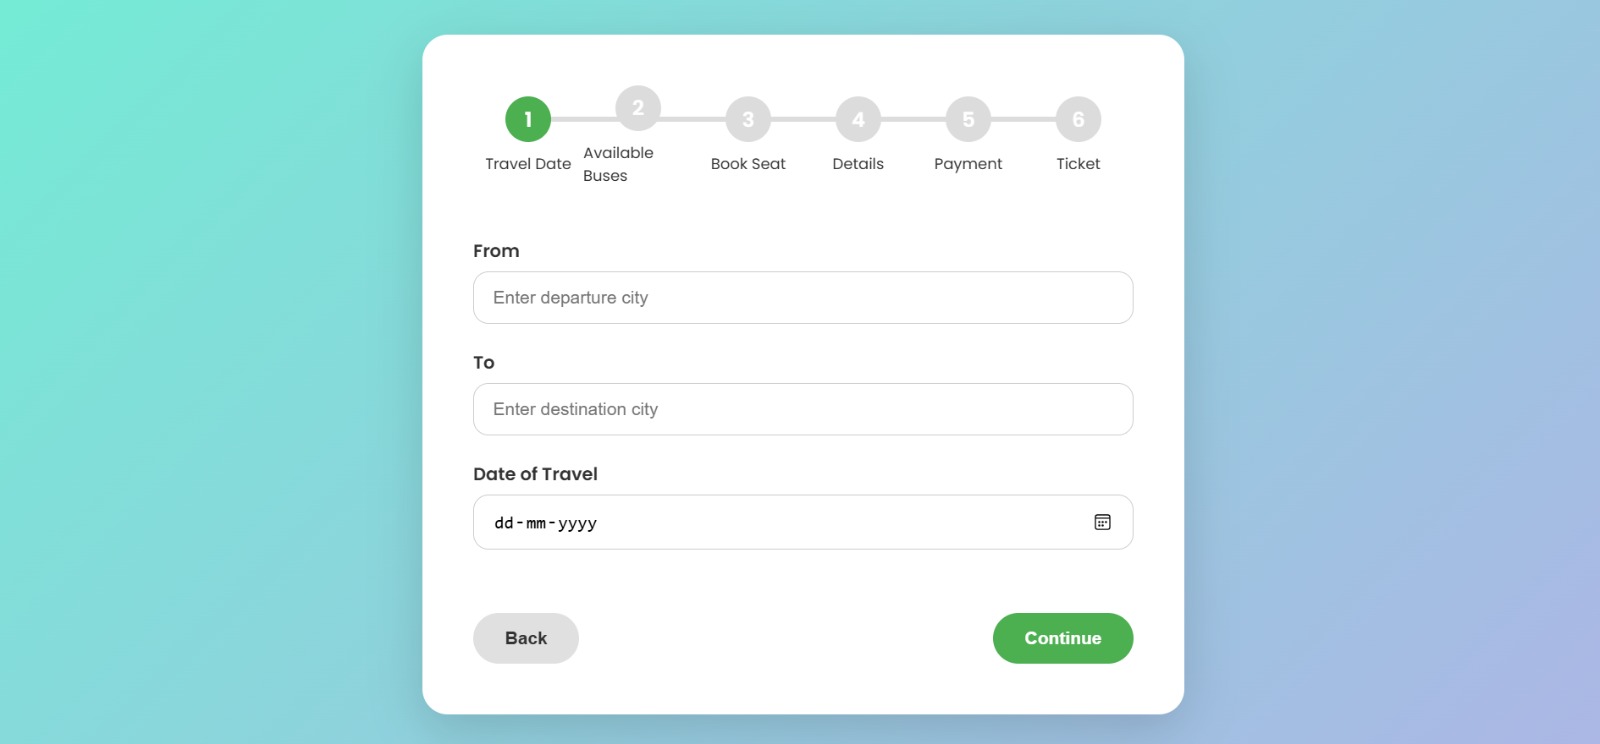 1
2
3
4
5
6
Travel Date
Available
Buses
Book Seat
Details
Payment
Ticket
From
Enter departure city
To
Enter destination city
Date of Travel
dd-mm-yyyy
Back
Continue